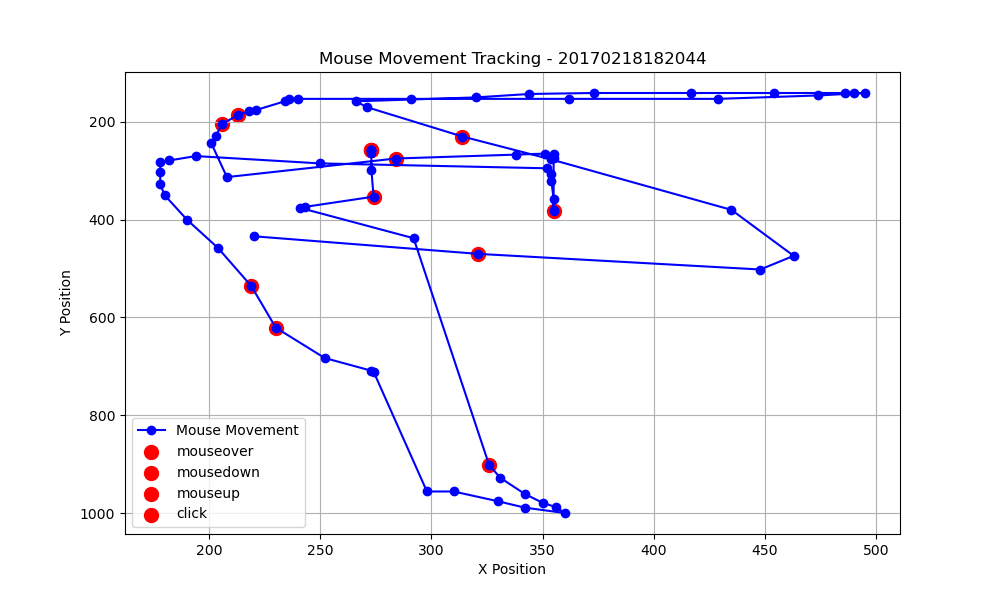 Mouse Movement Tracking - 20170218182044
Y Position
200
400
600
800
1000
Mouse Movement
mouseover
mousedown
mouseup
click
200 250 300 350 400 450 500
X Position